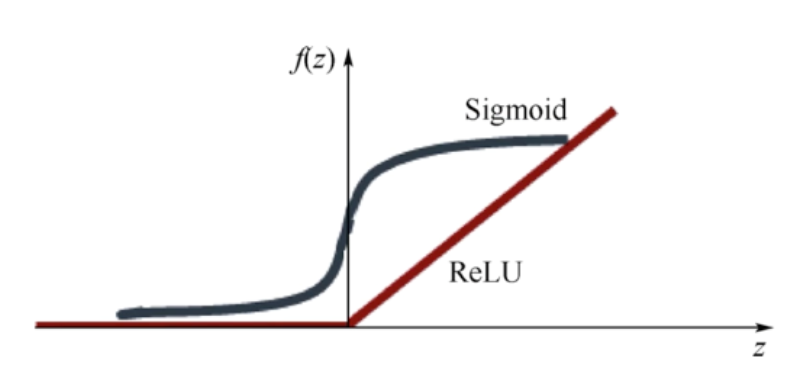 f(z)
Sigmoid
ReLU
z